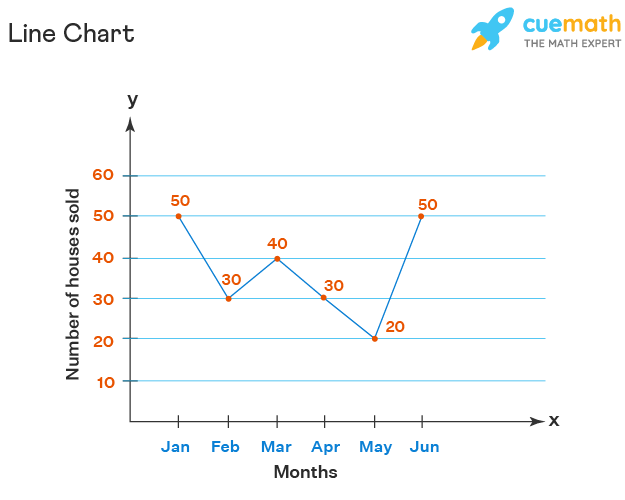 Line Chart
cuemath
THE MATH EXPERT
y
Number of houses sold
60
50
40
30
20
10
50
30
40
30
20
50
x
Jan Feb Mar Apr May Jun
Months